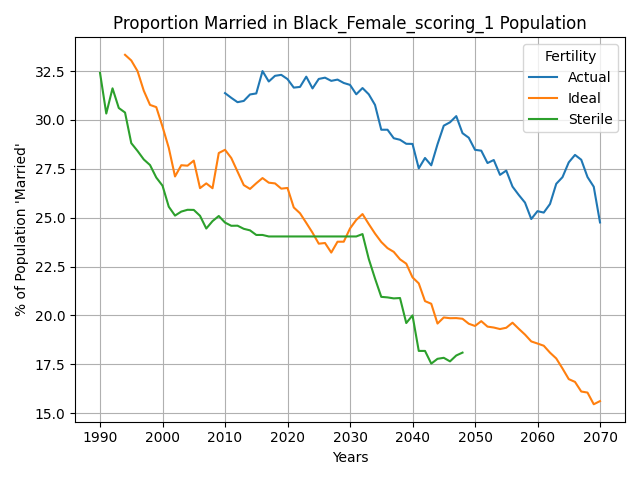 Proportion Married in Black_Female_scoring_1 Population
Fertility
Actual
Ideal
Sterile
% of Population 'Married'
32.5
30.0
27.5
25.0
22.5
20.0
17.5
15.0
1990 2000 2010 2020 2030 2040 2050 2060 2070
Years